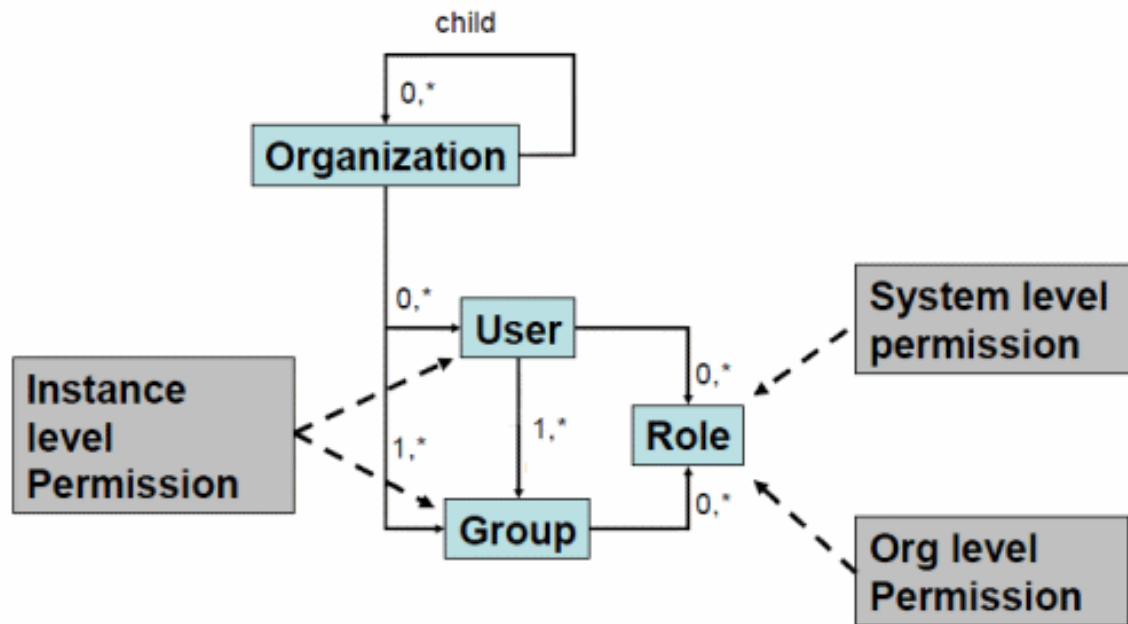 child
0,*
Organization
0,*
User
System level
permission
Instance
level
Permission
0,*
1,*
1,*
Role
Group
0,*
Org level
Permission